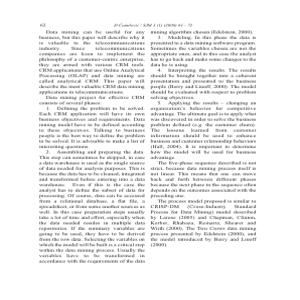 62
Data mining can be useful for any
business, but this paper will describe why it
is valuable to the telecommunications
industry. Since telecommunications
companies are keen to implement the
philosophy of a customer-centric enterprise,
they are armed with various CRM tools.
CRM applications that use Online Analytical
Processing (OLAP) and data mining are
called analytical CRM. This paper will
describe the most valuable CRM data mining
applications in telecommunications.
Data mining project for effective CRM
consists of several phases:
1 Defining the problem to be solved.
Each CRM application will have its own
business objectives and requirements. Data
mining model have to be defined according
to these objectives. Talking to business
people is the best way to define the problem
to be solved. It is advisable to make a list of
interesting questions.
2. Assembling and preparing the data.
This step can sometimes be skipped, in case
a data warehouse is used as the single source
of data needed for analysis purposes. This is
because the data has to be cleaned, integrated
and transformed before entering into a data
warehouse. Even if this is the case the
analyst has to define the subset of data for
processing. Of course, data can be accessed
from a relational database, a flat file, a
spreadsheet, or from some another sources as
well. In this case preparation steps usually
take a lot of time and effort, especially when
the data needed resides in multiple data
repositories. If the summary variables are
going to be used, they have to be derived
from the row data. Selecting the variables on
which the model will be built is a critical step
within the data mining process. Usually the
variables have to be transformed in
accordance with the requirements of the data
mining algorithm chosen (Edelstein, 2000).
3 Modeling. In this phase the data is
presented to a data mining software program.
Sometimes the variables chosen are not the
appropriate ones, and in this case the analyst
has to go back and make some changes to the
data he is using.
4 Interpreting the results. The results
should be brought together into a coherent
presentation and presented to the business
people (Berry and Linoff, 2000). The model
should be evaluated with respect to problem
solving objectives.
5 Applying the results - changing an
organization's behavior for competitive
advantage. The ultimate goal is to apply what
was discovered in order to solve the business
problem defined (e.g. the customer churn).
The lessons learned from customer
information should be used to enhance
business and customer relationship behaviors
(Hall, 2004). It is important to determine
how the model will be used for business
advantage.
The five-phase sequence described is not
strict, because data mining process itself is
not linear. This means that one can move
back and forth between different phases
because the next phase in the sequence often
depends on the outcomes associated with the
preceding one.
The process model proposed is similar to
CRISP-DM (Cross-Industry Standard
Process for Data Mining) model described
by Larose (2005) and Chapman, Clinton,
Kerber, Khabaza, Reinartz, Shearer and
Wirth (2000), The Two Crows data mining
process presented by Edelstein (2000), and
the model introduced by Berry and Linoff
(2000).